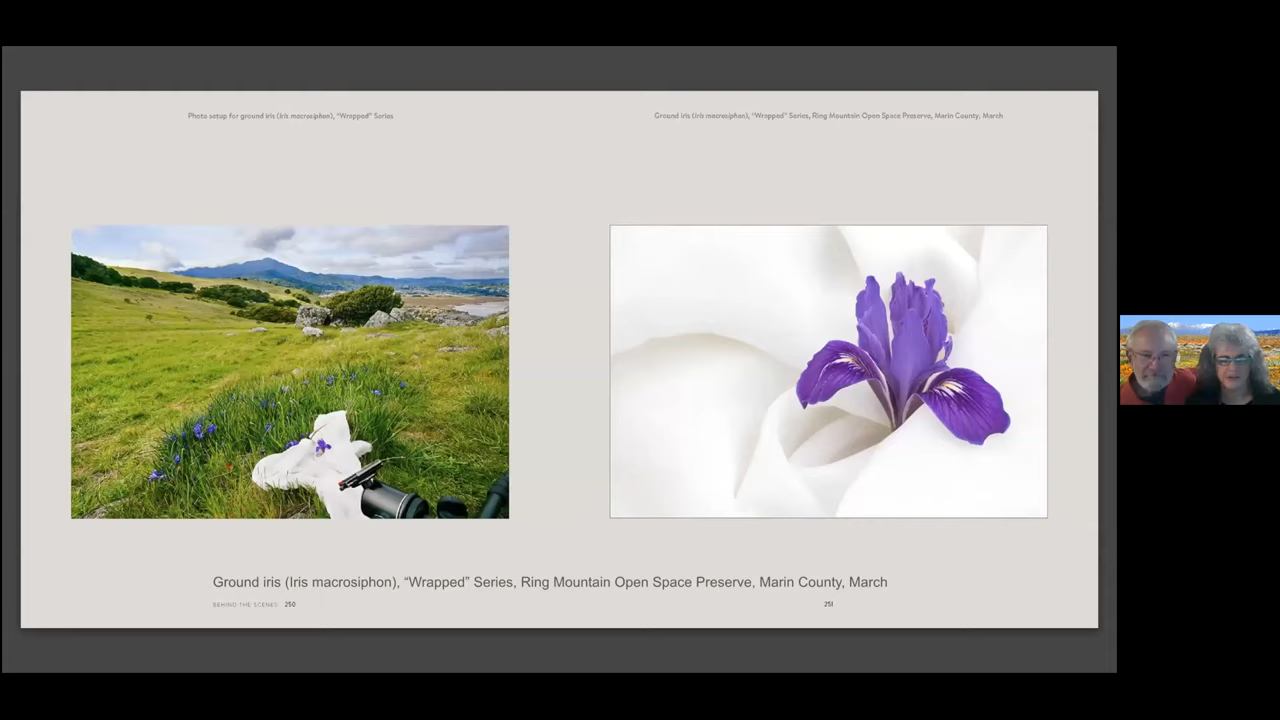 Photo setup for ground iris (Iris macrosiphon), “Wrapped” Series
Ground iris (Iris macrosiphon), “Wrapped” Series, Ring Mountain Open Space Preserve, Marin County, March
Ground iris (Iris macrosiphon), “Wrapped” Series, Ring Mountain Open Space Preserve, Marin County, March
BEHIND THE SCENES 250
251